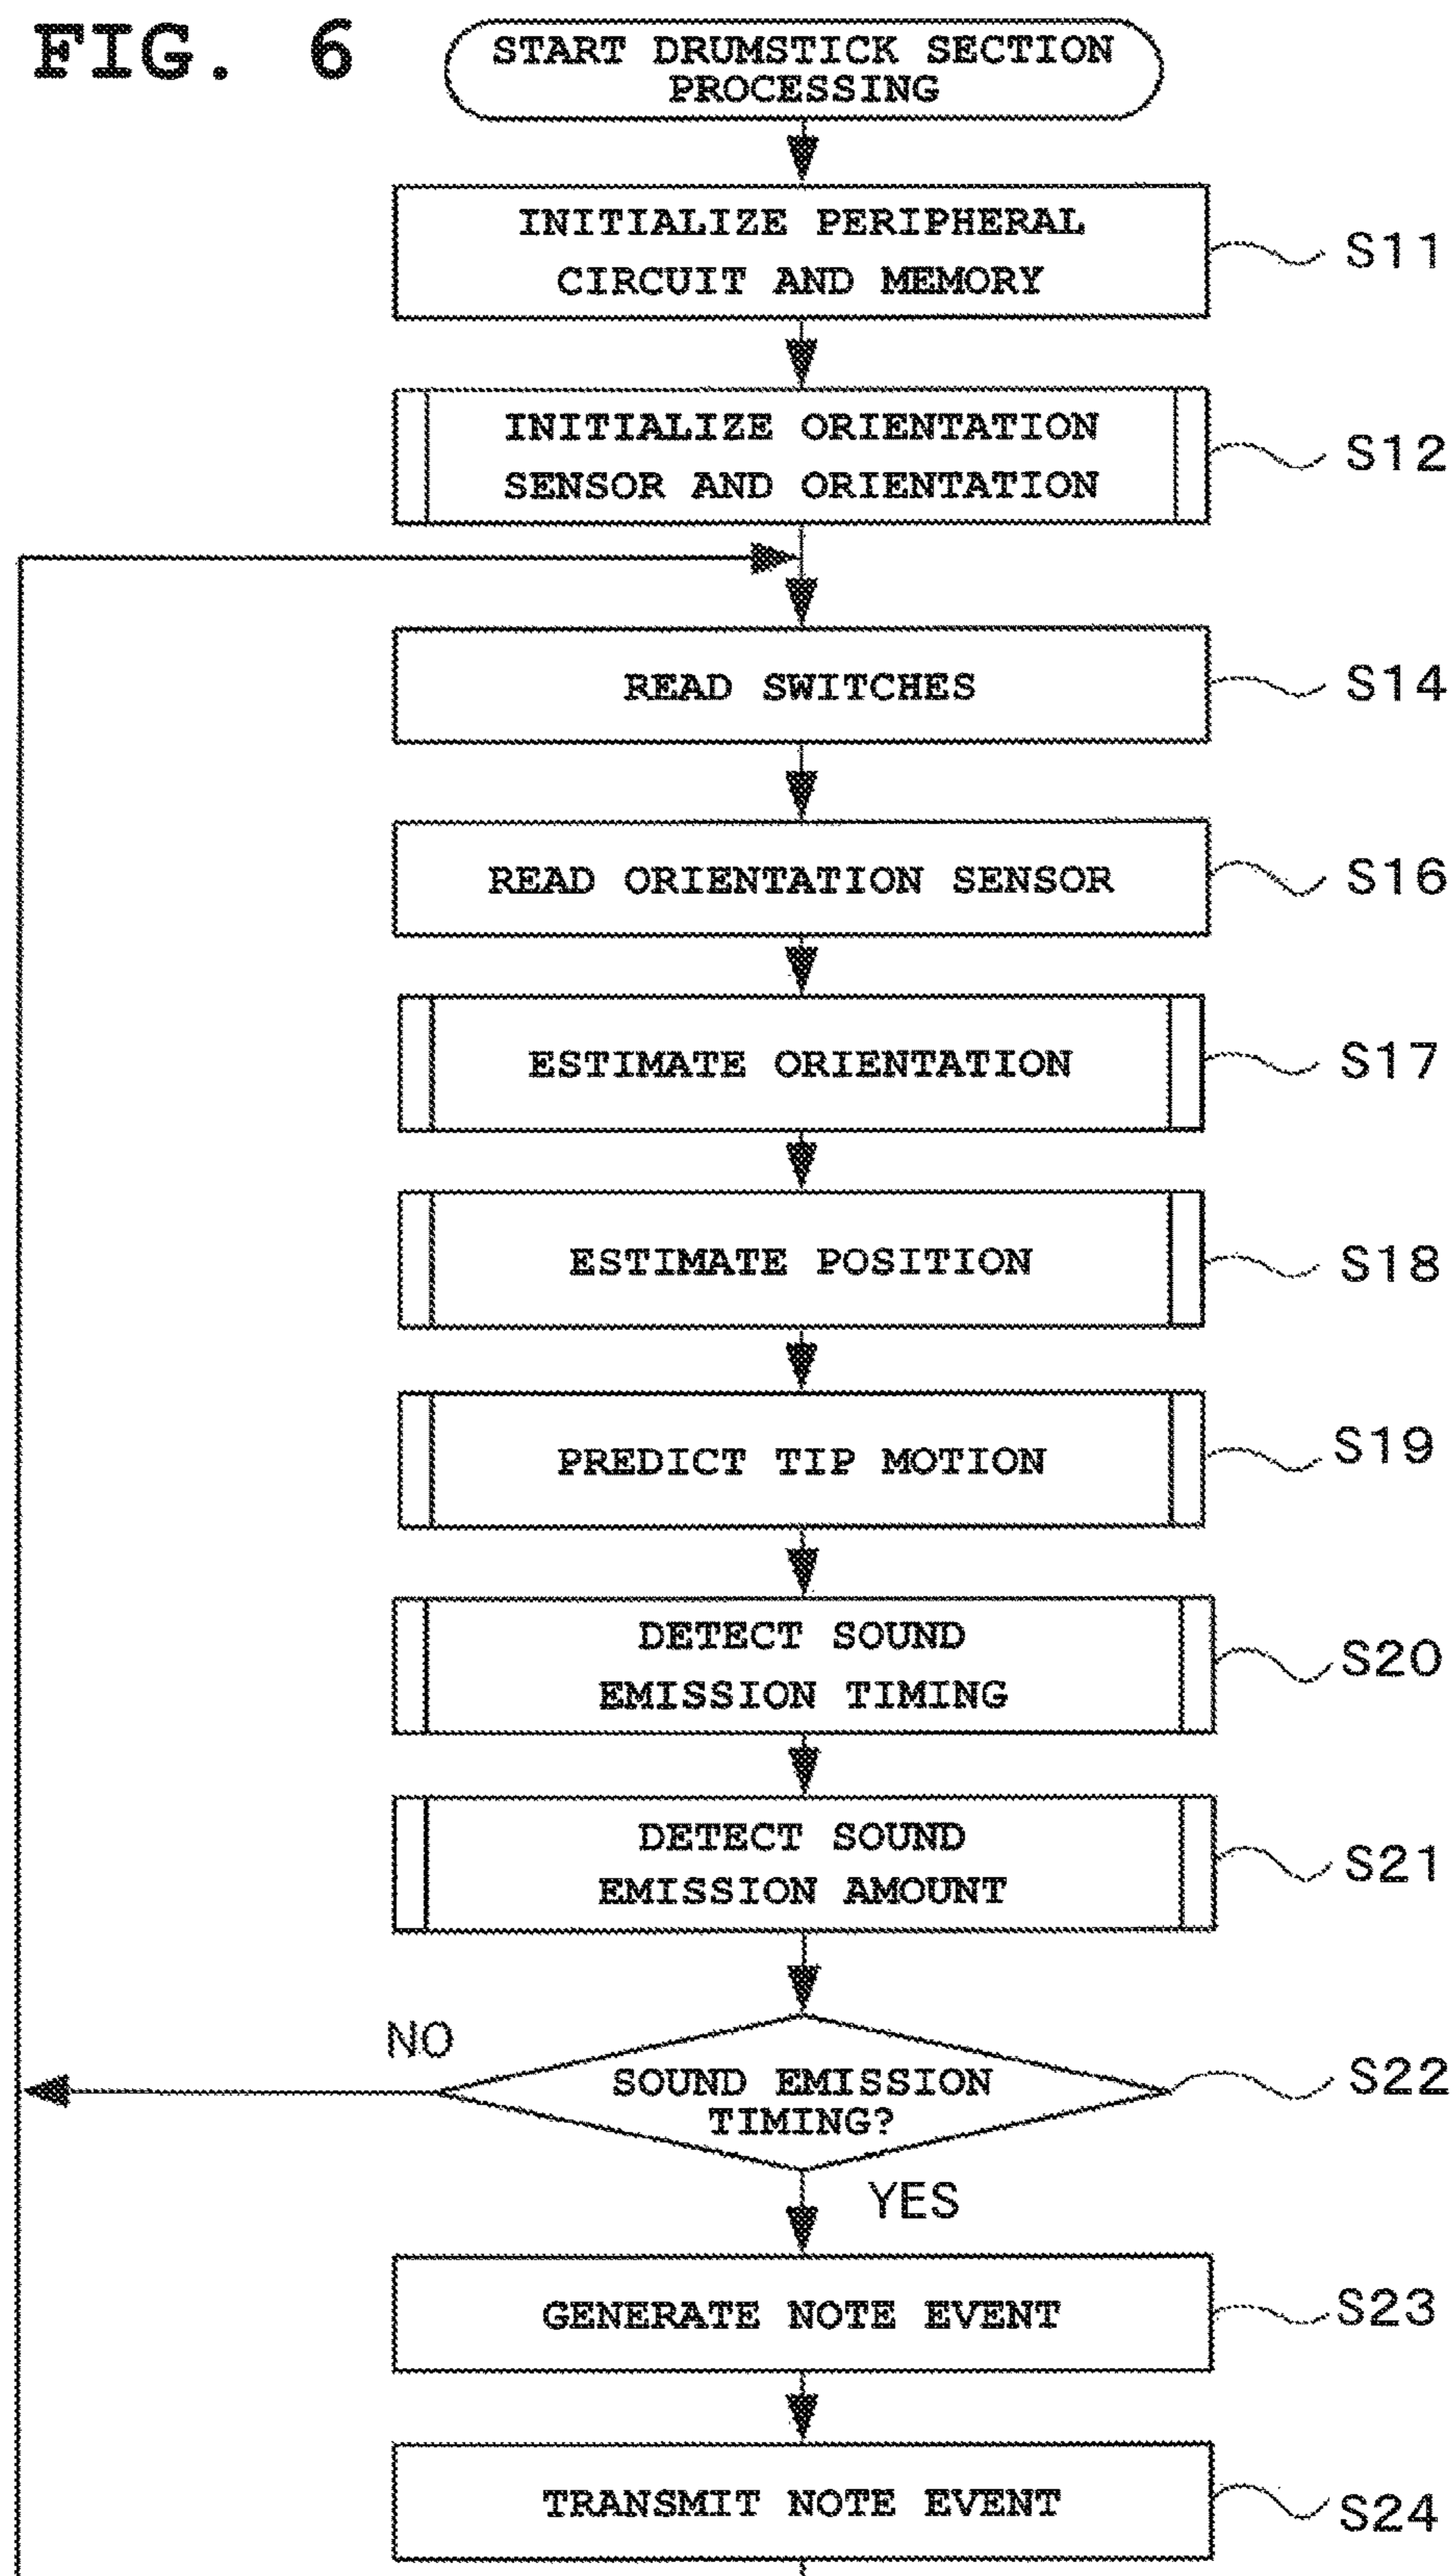 FIG. 6
START DRUMSTICK SECTION
PROCESSING
INITIALIZE PERIPHERAL
CIRCUIT AND MEMORY
S11
INITIALIZE ORIENTATION
SENSOR AND ORIENTATION
S12
READ SWITCHES
S14
READ ORIENTATION SENSOR
S16
ESTIMATE ORIENTATION
S17
ESTIMATE POSITION
S18
PREDICT TIP MOTION
S19
DETECT SOUND
EMISSION TIMING
S20
DETECT SOUND
EMISSION AMOUNT
S21
NO
SOUND EMISSION
TIMING?
S22
YES
GENERATE NOTE EVENT
S23
TRANSMIT NOTE EVENT
S24